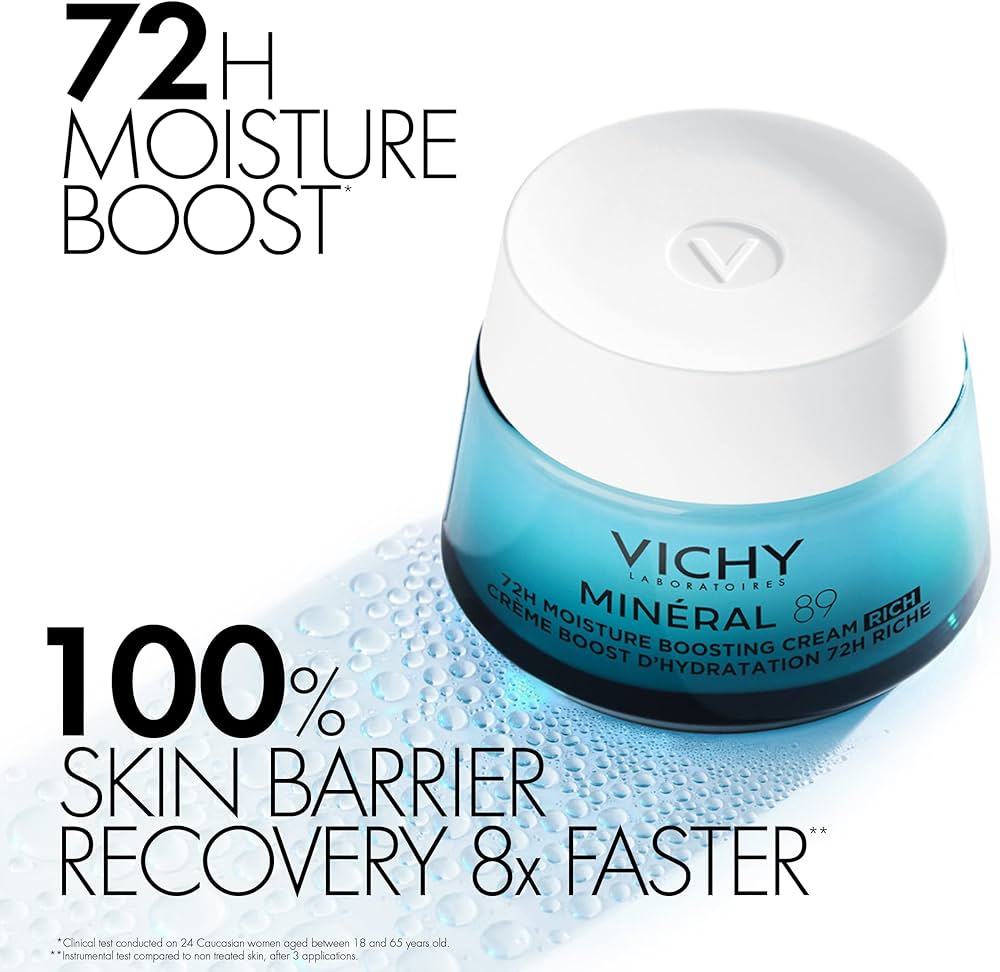 72H
MOISTURE
BOOST*
V
VICHY
LABORATOIRES
MINÉRAL 89
72H MOISTURE BOOSTING CREAM RICH
CRÈME BOOST D'HYDRATATION 72H RICHE
100%
SKIN BARRIER
RECOVERY 8x FASTER**
*Clinical test conducted on 24 Caucasian women aged between 18 and 65 years old.
**Instrumental test compared to non treated skin, after 3 applications.